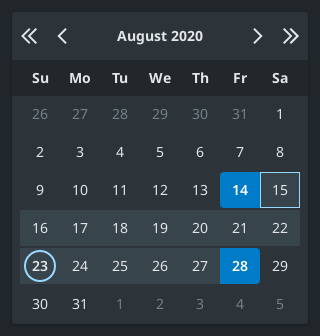 August 2020
Su Mo Tu We Th Fr Sa
26 27 28 29 30 31 1
2 3 4 5 6 7 8
9 10 11 12 13 14 15
16 17 18 19 20 21 22
23 24 25 26 27 28 29
30 31 1 2 3 4 5